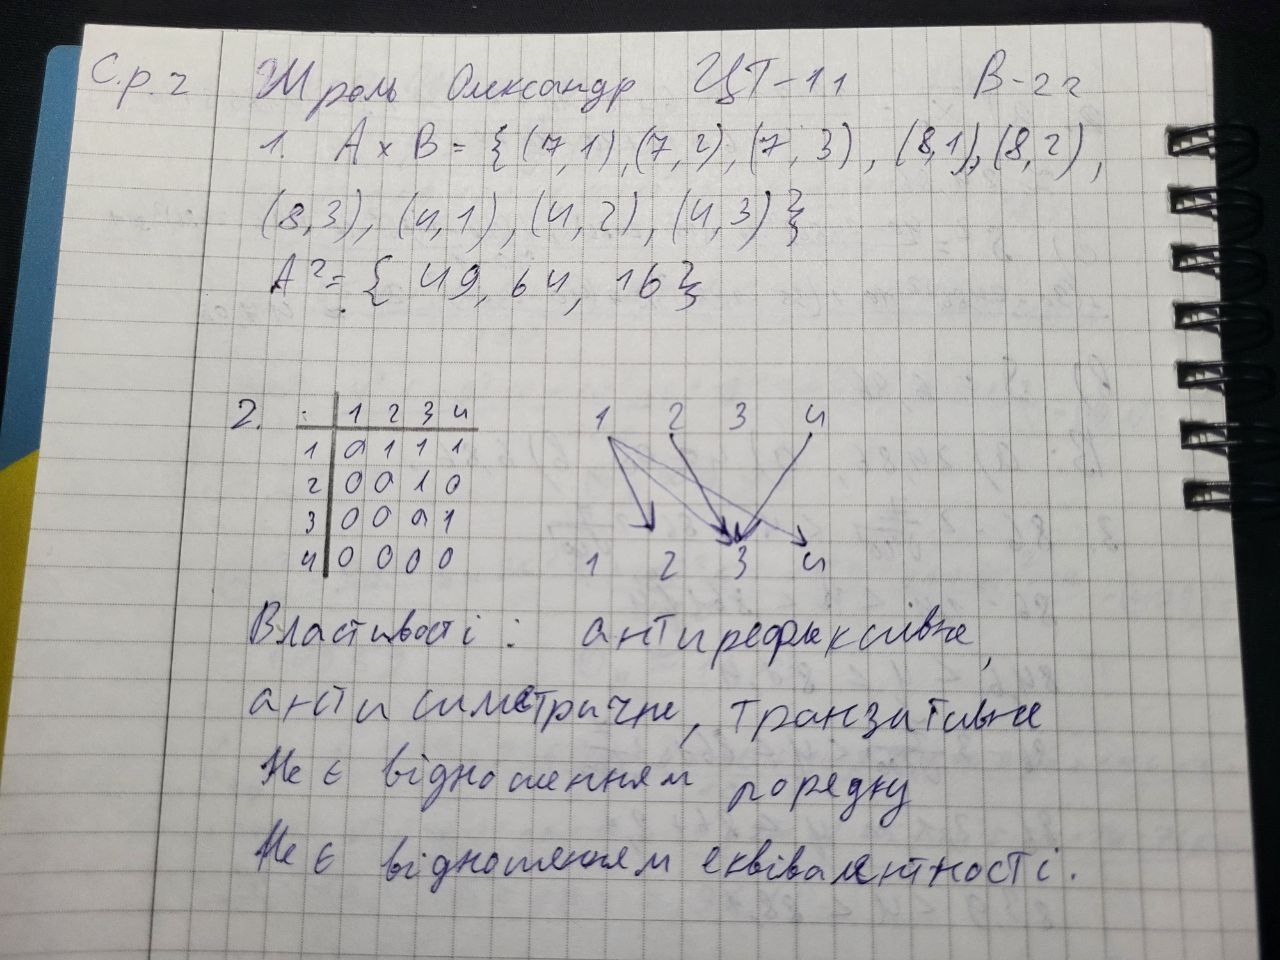 С.р. 2 Шроль Олександр ЦТ-11 В-22
1. A x B = {(7,1), (7,2), (7,3), (8,1), (8,2),
(8,3), (4,1), (4,2), (4,3)}
A² = {49, 64, 16}
2. · 1 2 3 4
1 0 1 1 1
2 0 0 1 0
3 0 0 0 1
4 0 0 0 0
1 2 3 4
1 2 3 4
Властивості: антирефлексивне,
антисиметричне, транзитивне
Не є відношенням порядку
Не є відношенням еквівалентності.